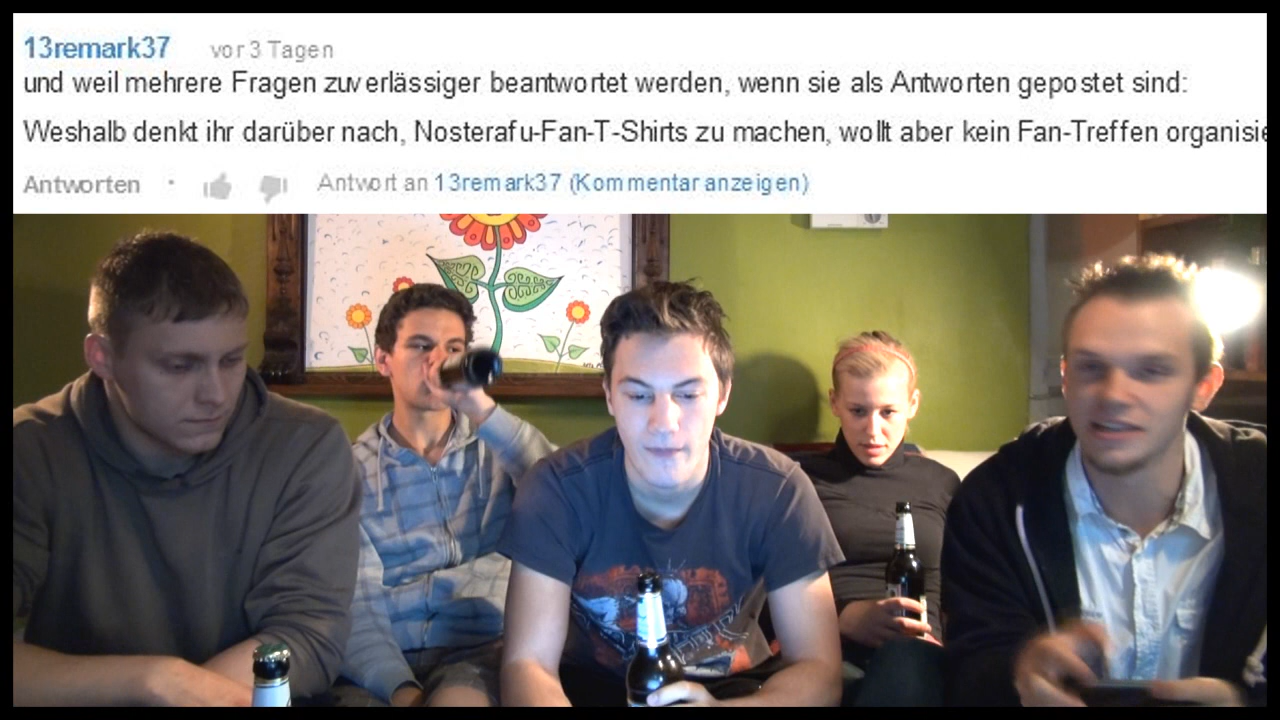 13remark37 vor 3 Tagen
und weil mehrere Fragen zuverlässiger beantwortet werden, wenn sie als Antworten gepostet sind:
Weshalb denkt ihr darüber nach, Nosterafu-Fan-T-Shirts zu machen, wollt aber kein Fan-Treffen organisie
Antworten · Antwort an 13remark37 (Kommentar anzeigen)